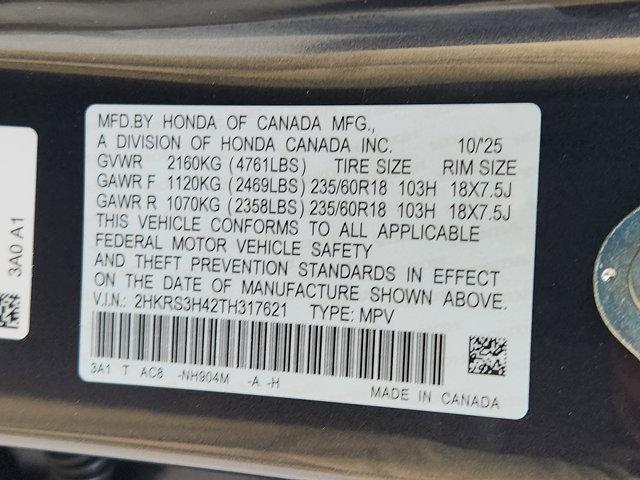 MFD.BY HONDA OF CANADA MFG.,
A DIVISION OF HONDA CANADA INC. 10/'25
GVWR 2160KG (4761LBS) TIRE SIZE RIM SIZE
GAWR F 1120KG (2469LBS) 235/60R18 103H 18X7.5J
GAWR R 1070KG (2358LBS) 235/60R18 103H 18X7.5J
THIS VEHICLE CONFORMS TO ALL APPLICABLE
FEDERAL MOTOR VEHICLE SAFETY
AND THEFT PREVENTION STANDARDS IN EFFECT
ON THE DATE OF MANUFACTURE SHOWN ABOVE.
V.I.N.: 2HKRS3H42TH317621 TYPE: MPV
3A1 T AC8 -NH904M -A -H
MADE IN CANADA
3A0 A1